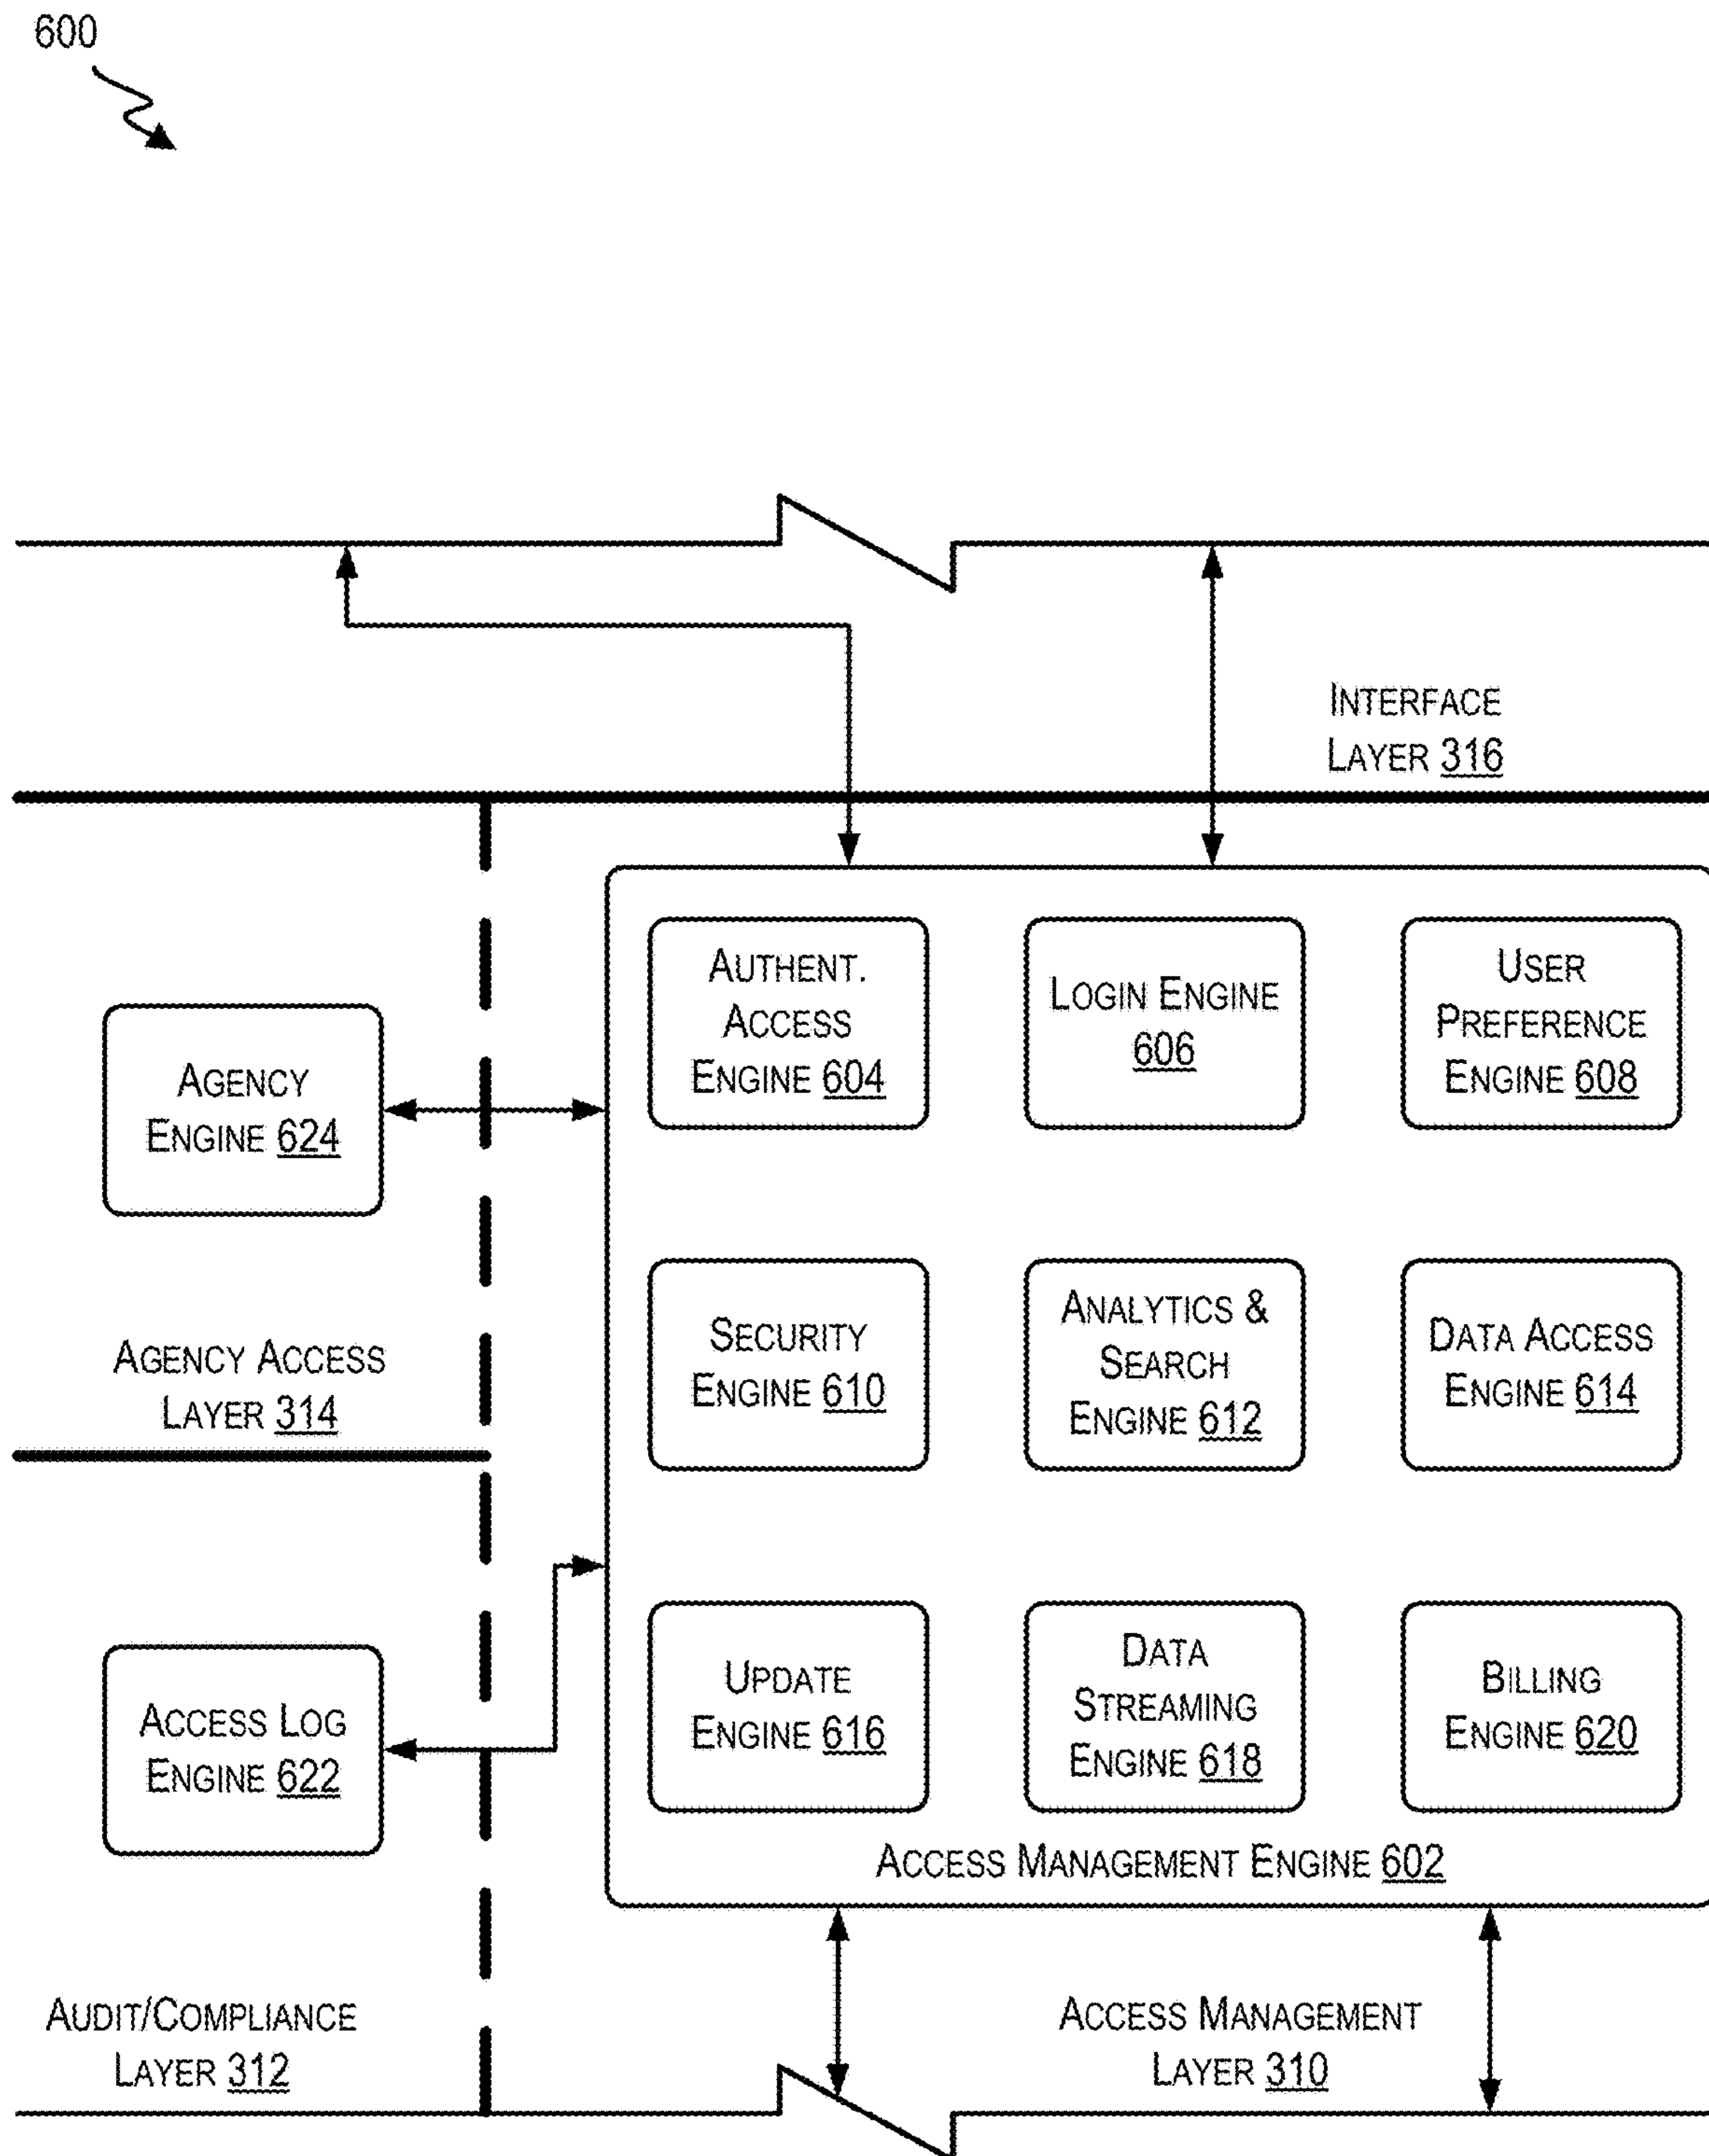 600
INTERFACE
LAYER 316
AUTHENT.
ACCESS
ENGINE 604
LOGIN ENGINE
606
USER
PREFERENCE
ENGINE 608
AGENCY
ENGINE 624
SECURITY
ENGINE 610
ANALYTICS &
SEARCH
ENGINE 612
DATA ACCESS
ENGINE 614
AGENCY ACCESS
LAYER 314
UPDATE
ENGINE 616
DATA
STREAMING
ENGINE 618
BILLING
ENGINE 620
ACCESS LOG
ENGINE 622
ACCESS MANAGEMENT ENGINE 602
AUDIT/COMPLIANCE
LAYER 312
ACCESS MANAGEMENT
LAYER 310